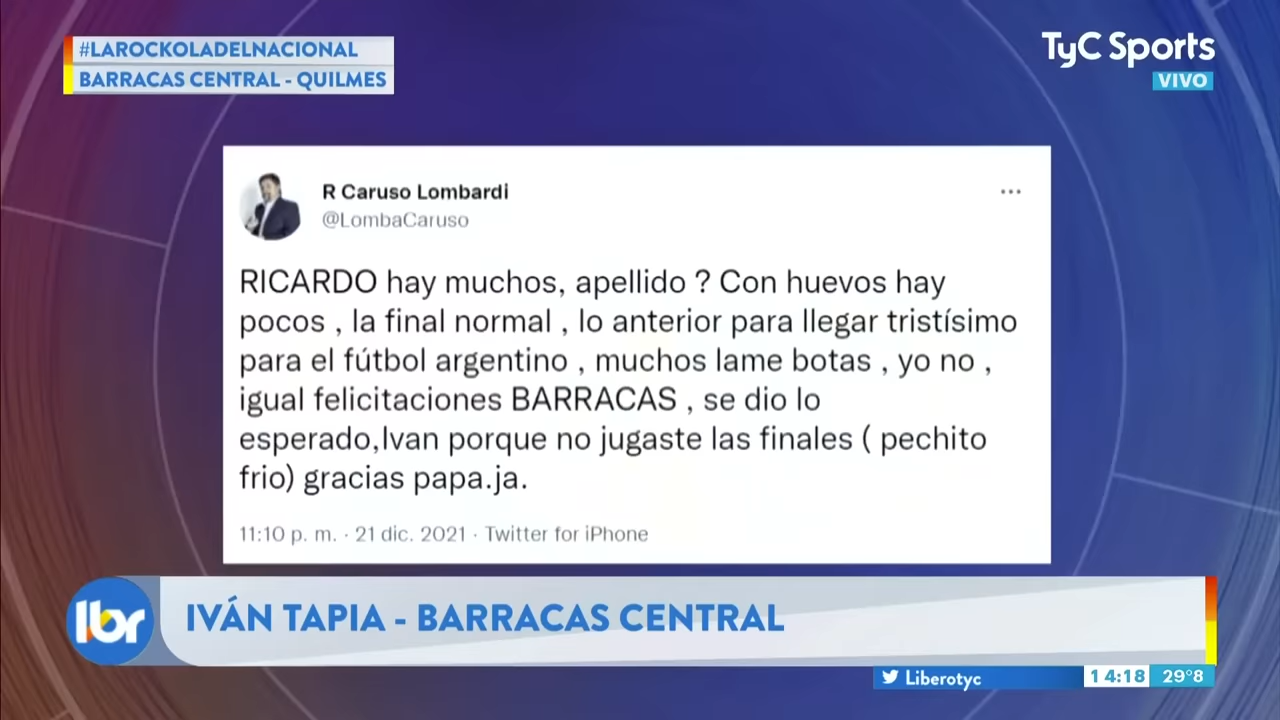 #LAROCKOLADELNACIONAL
BARRACAS CENTRAL - QUILMES
TyC Sports
VIVO
R Caruso Lombardi
@LombaCaruso
RICARDO hay muchos, apellido ? Con huevos hay
pocos , la final normal , lo anterior para llegar tristísimo
para el fútbol argentino , muchos lame botas , yo no ,
igual felicitaciones BARRACAS , se dio lo
esperado,Ivan porque no jugaste las finales ( pechito
frio) gracias papa.ja.
11:10 p. m. · 21 dic. 2021 · Twitter for iPhone
lbr
IVÁN TAPIA - BARRACAS CENTRAL
Liberotyc
14:18
29°8